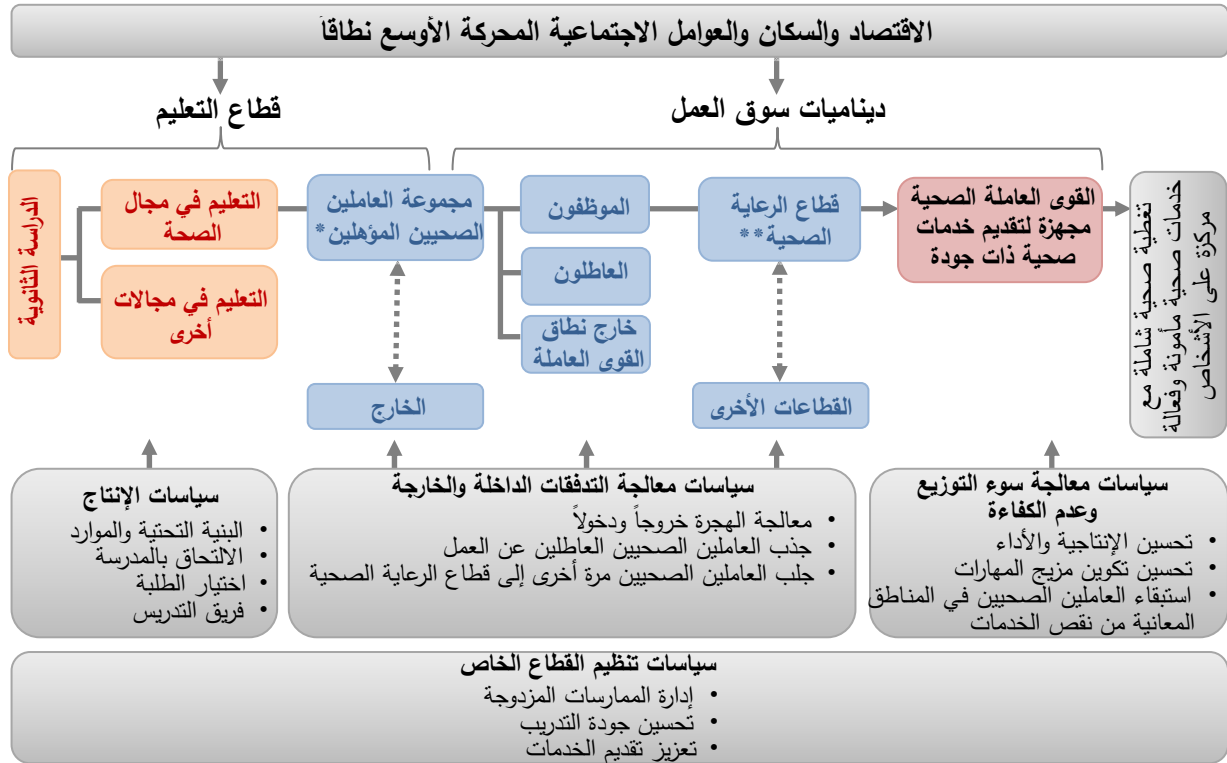 الاقتصاد والسكان والعوامل الاجتماعية المحركة الأوسع نطاقاً
قطاع التعليم
ديناميات سوق العمل
الدراسة الثانوية
التعليم في مجال
الصحة
التعليم في مجالات
أخرى
مجموعة العاملين
الصحيين المؤهلين*
الخارج
الموظفون
العاطلون
خارج نطاق
القوى العاملة
قطاع الرعاية
الصحية**
القطاعات الأخرى
القوى العاملة الصحية
مجهزة لتقديم خدمات
صحية ذات جودة
تغطية صحية شاملة مع
خدمات صحية مأمونة وفعالة
مركزة على الأشخاص
سياسات الإنتاج
• البنية التحتية والموارد
• الالتحاق بالمدرسة
• اختيار الطلبة
• فريق التدريس
سياسات معالجة التدفقات الداخلة والخارجة
• معالجة الهجرة خروجاً ودخولاً
• جذب العاملين الصحيين العاطلين عن العمل
• جلب العاملين الصحيين مرة أخرى إلى قطاع الرعاية الصحية
سياسات معالجة سوء التوزيع
وعدم الكفاءة
• تحسين الإنتاجية والأداء
• تحسين تكوين مزيج المهارات
• استبقاء العاملين الصحيين في المناطق
المعانية من نقص الخدمات
سياسات تنظيم القطاع الخاص
• إدارة الممارسات المزدوجة
• تحسين جودة التدريب
• تعزيز تقديم الخدمات